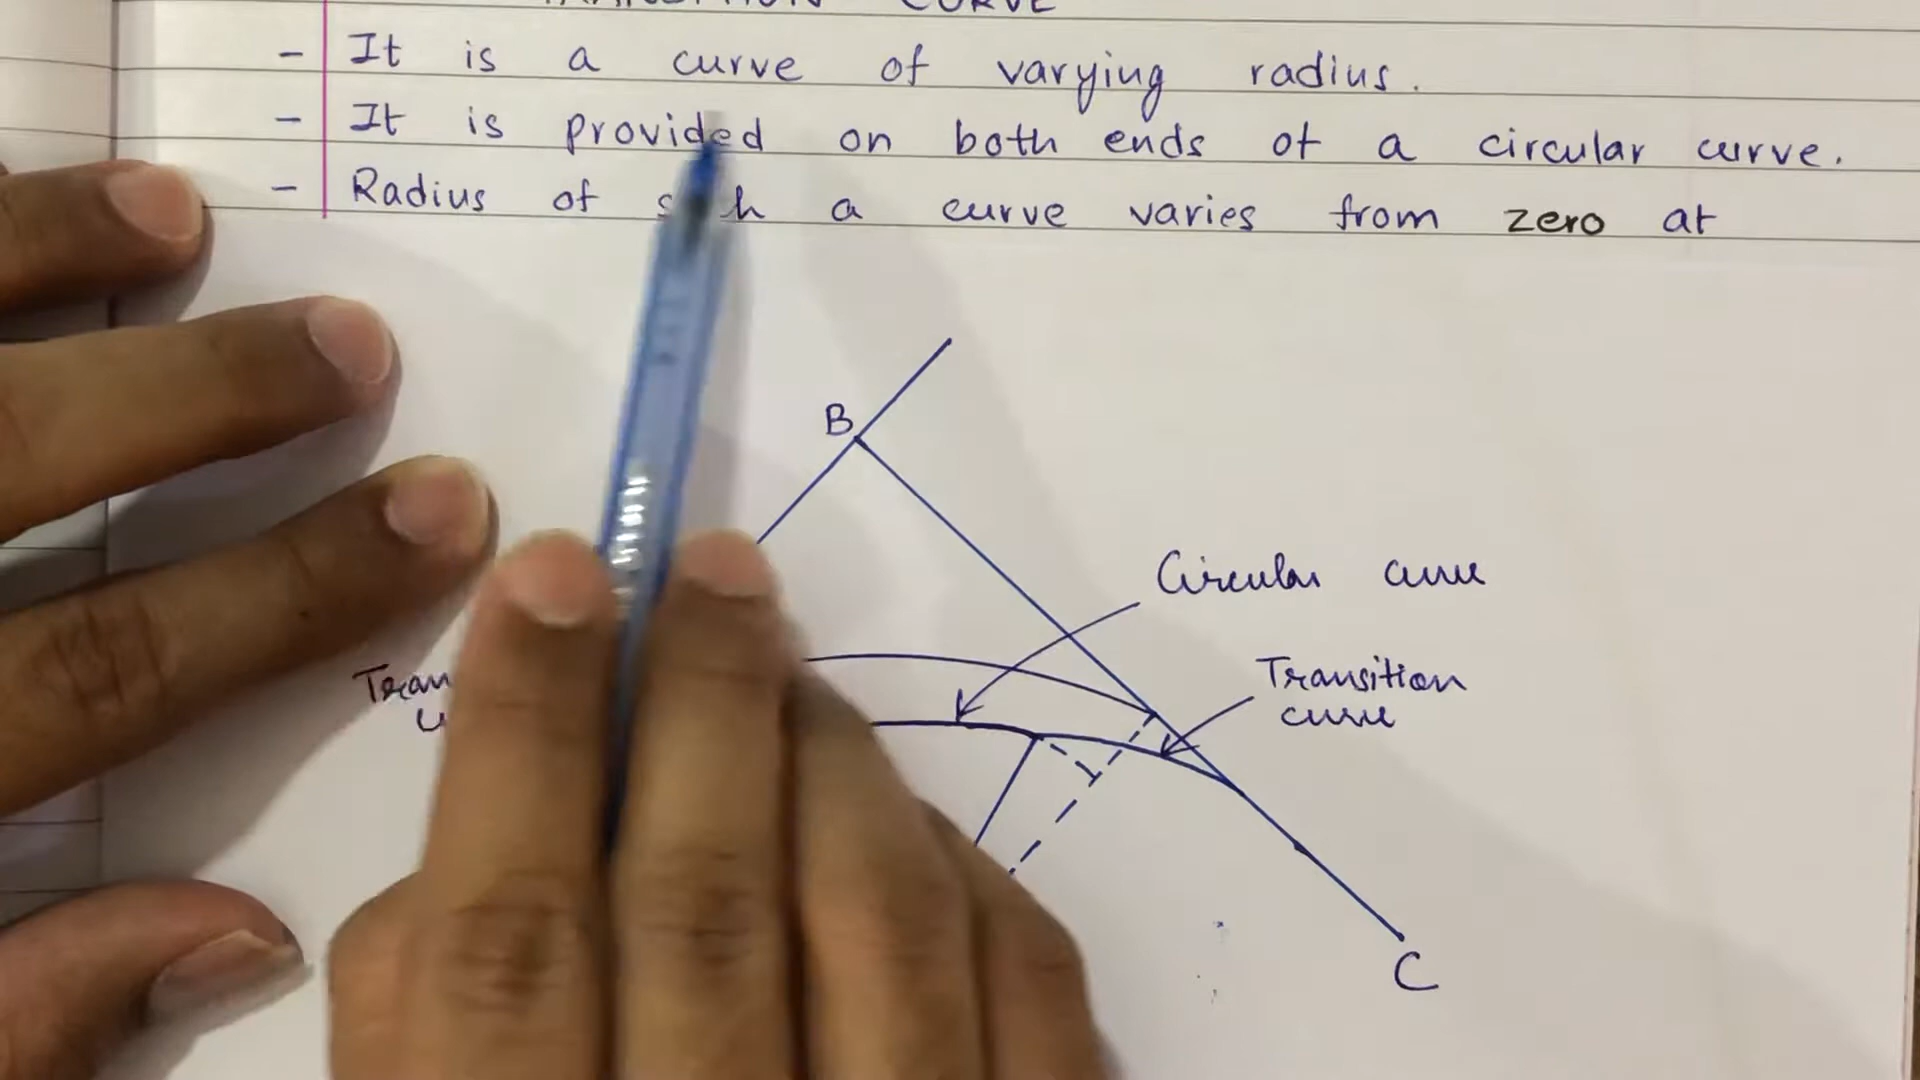 CURVE
- It is a curve of varying radius.
- It is provided on both ends of a circular curve.
- Radius of a curve varies from zero at
B
Circular curve
Transition
curve
C